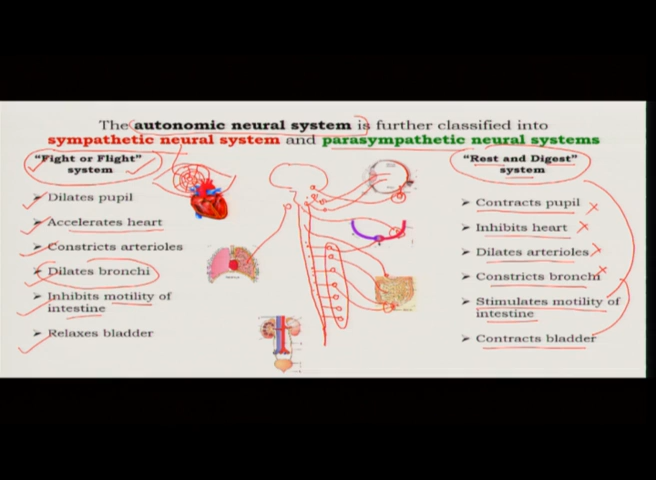 The autonomic neural system is further classified into
sympathetic neural system and parasympathetic neural systems
"Fight or Flight"
system
Dilates pupil
Accelerates heart
Constricts arterioles
Dilates bronchi
Inhibits motility of
intestine
Relaxes bladder
"Rest and Digest"
system
Contracts pupil
Inhibits heart
Dilates arterioles
Constricts bronchi
Stimulates motility of
intestine
Contracts bladder